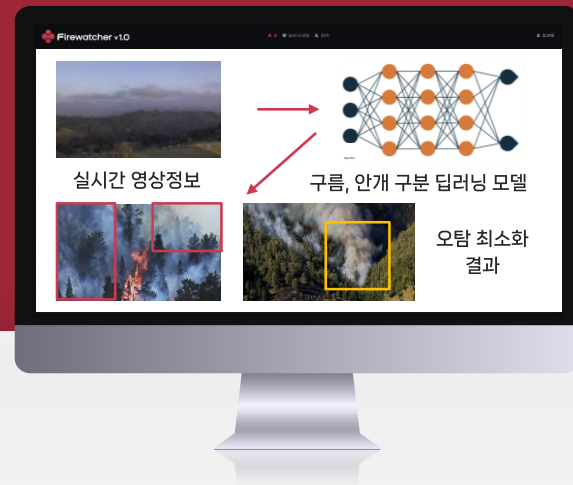 Firewatcher v1.0
실시간 영상정보
구름, 안개 구분 딥러닝 모델
오탐 최소화
결과